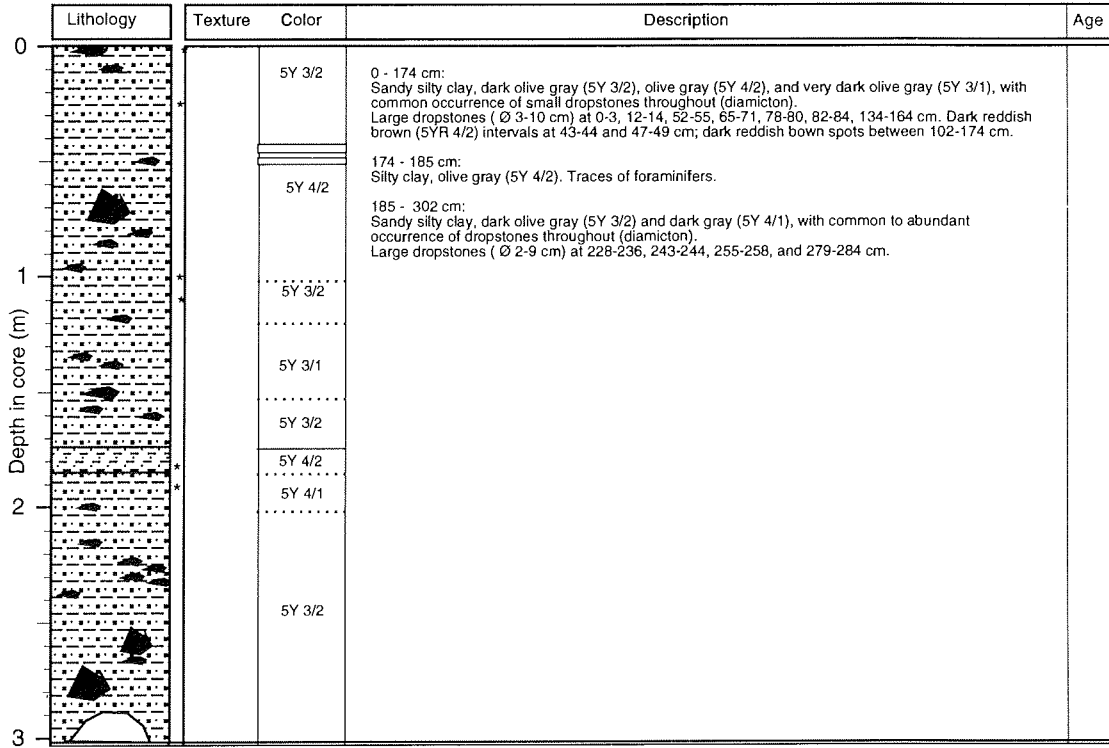 Lithology Texture Color Description Age
0
5Y 3/2
0 - 174 cm:
Sandy silty clay, dark olive gray (5Y 3/2), olive gray (5Y 4/2), and very dark olive gray (5Y 3/1), with
common occurrence of small dropstones throughout (diamicton).
Large dropstones ( Ø 3-10 cm) at 0-3, 12-14, 52-55, 65-71, 78-80, 82-84, 134-164 cm. Dark reddish
brown (5YR 4/2) intervals at 43-44 and 47-49 cm; dark reddish bown spots between 102-174 cm.
174 - 185 cm:
Silty clay, olive gray (5Y 4/2). Traces of foraminifers.
185 - 302 cm:
Sandy silty clay, dark olive gray (5Y 3/2) and dark gray (5Y 4/1), with common to abundant
occurrence of dropstones throughout (diamicton).
Large dropstones ( Ø 2-9 cm) at 228-236, 243-244, 255-258, and 279-284 cm.
*
5Y 4/2
1
*
5Y 3/2
*
Depth in core (m)
5Y 3/1
5Y 3/2
5Y 4/2
*
5Y 4/1
*
2
5Y 3/2
3